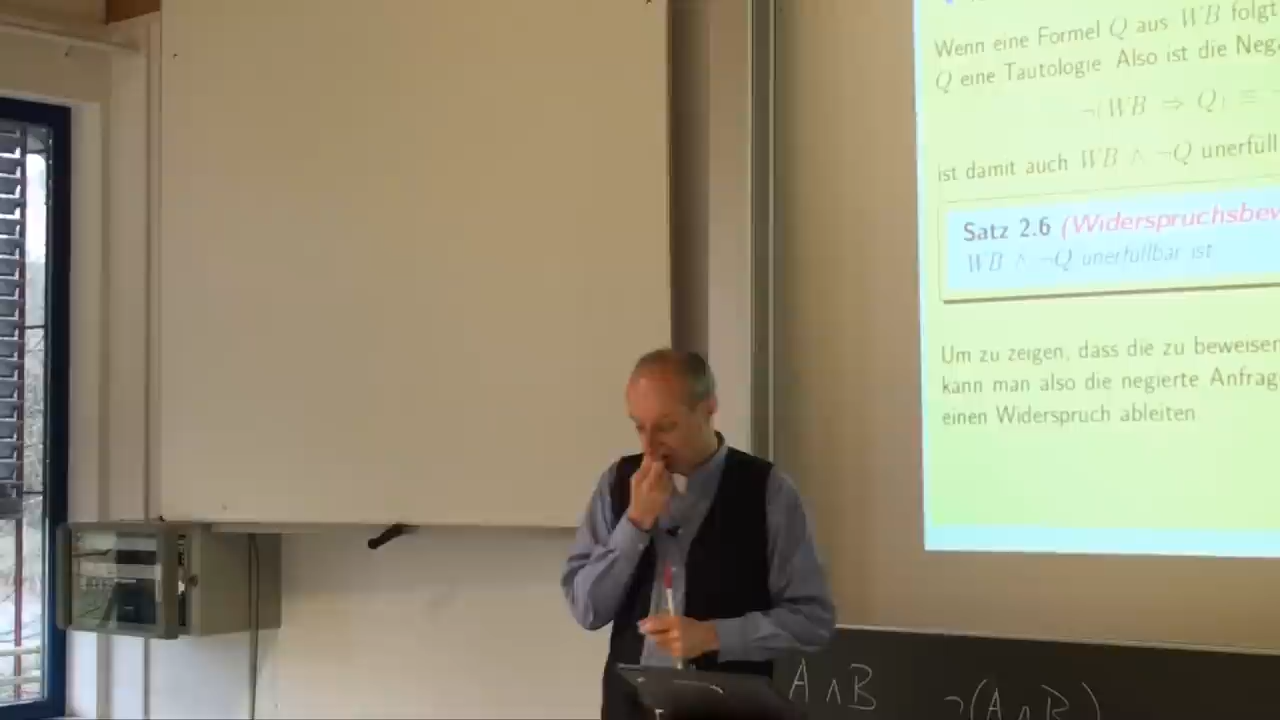 Wenn eine Formel Q aus WB folgt
Q eine Tautologie. Also ist die Neg
¬(WB ⇒ Q) ≡ ¬
ist damit auch WB ∧ ¬Q unerfüll
Satz 2.6 (Widerspruchsbew
WB ∧ ¬Q unerfüllbar ist
Um zu zeigen, dass die zu beweisen
kann man also die negierte Anfrag
einen Widerspruch ableiten
A ∧ B ¬(A ∧ B)